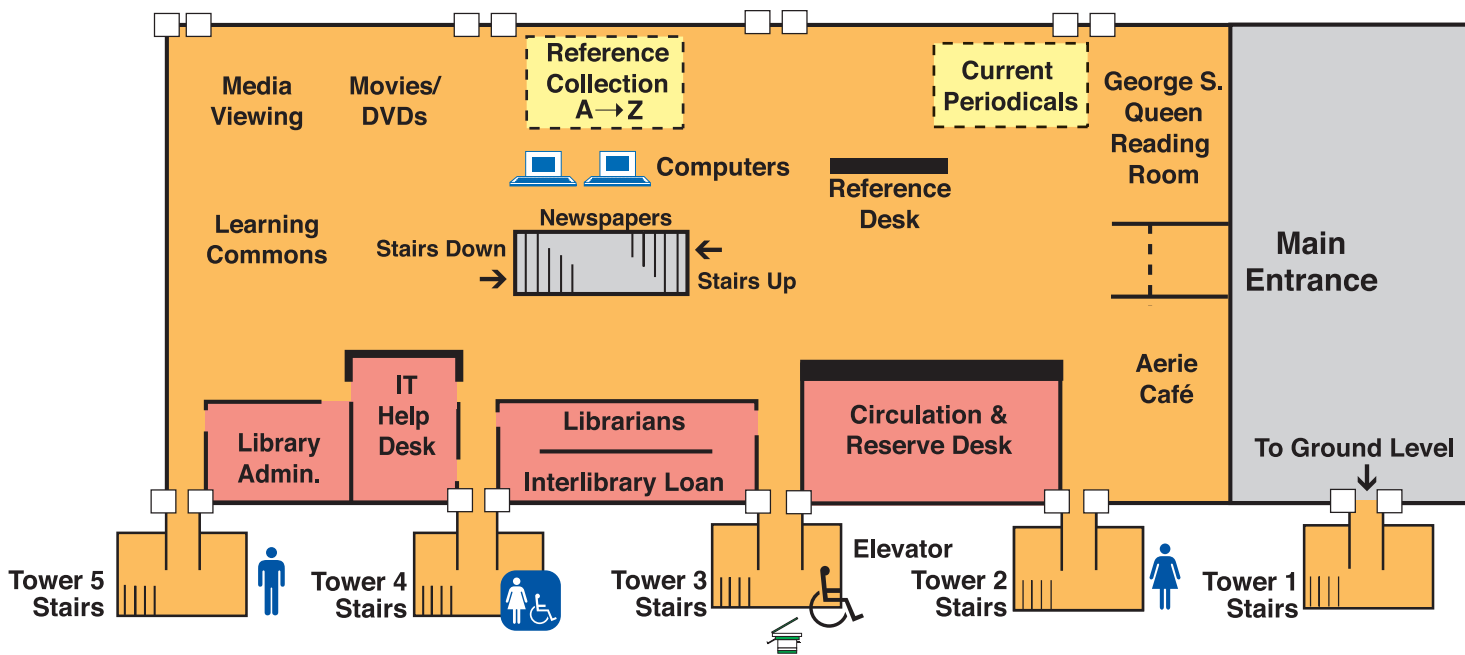 Media
Viewing
Movies/
DVDs
Reference
Collection
A→Z
Current
Periodicals
George S.
Queen
Reading
Room
Computers
Reference
Desk
Learning
Commons
Newspapers
Stairs Down
Stairs Up
Main
Entrance
Library
Admin.
IT
Help
Desk
Librarians
Interlibrary Loan
Circulation &
Reserve Desk
Aerie
Café
To Ground Level
Tower 5
Stairs
Tower 4
Stairs
Tower 3
Stairs
Elevator
Tower 2
Stairs
Tower 1
Stairs